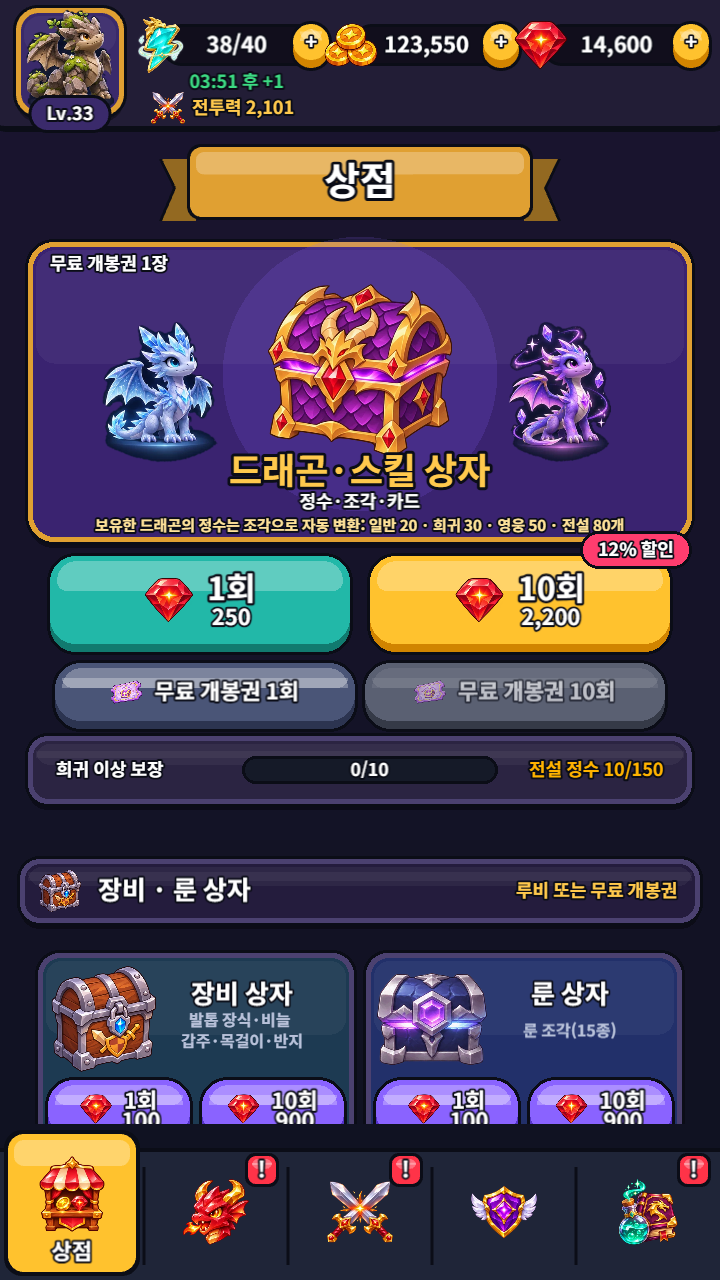 38/40
123,550
14,600
03:51 후 +1
전투력 2,101
Lv.33
상점
무료 개봉권 1장
드래곤·스킬 상자
정수·조각·카드
보유한 드래곤의 정수는 조각으로 자동 변환: 일반 20 · 희귀 30 · 영웅 50 · 전설 80개
12% 할인
1회
250
10회
2,200
무료 개봉권 1회
무료 개봉권 10회
희귀 이상 보장
0/10
전설 정수 10/150
장비 · 룬 상자
루비 또는 무료 개봉권
장비 상자
발톱 장식·비늘
갑주·목걸이·반지
룬 상자
룬 조각(15종)
1회
100
10회
900
1회
100
10회
900
상점